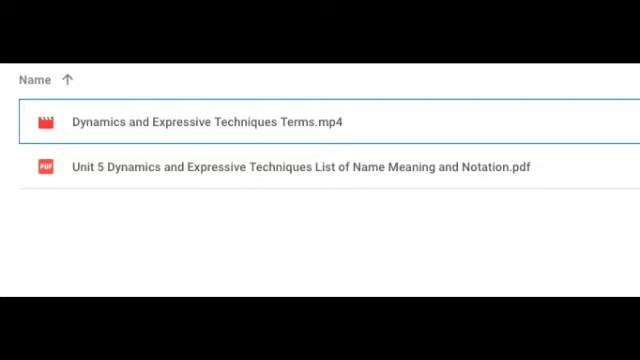 Name
Dynamics and Expressive Techniques Terms.mp4
PDF Unit 5 Dynamics and Expressive Techniques List of Name Meaning and Notation.pdf